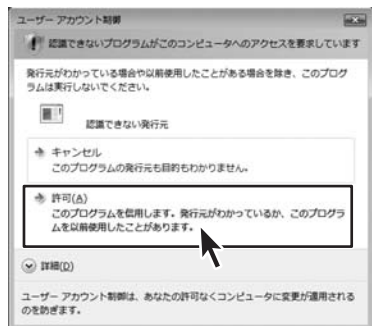 ユーザー アカウント制御
認識できないプログラムがこのコンピュータへのアクセスを要求しています
発行元がわかっている場合や以前使用したことがある場合を除き、このプログ
ラムは実行しないでください。
認識できない発行元
キャンセル
このプログラムの発行元も目的もわかりません。
許可(A)
このプログラムを信用します。発行元がわかっているか、このプログラ
ムを以前使用したことがあります。
詳細(D)
ユーザー アカウント制御は、あなたの許可なくコンピュータに変更が適用される
のを防ぎます。